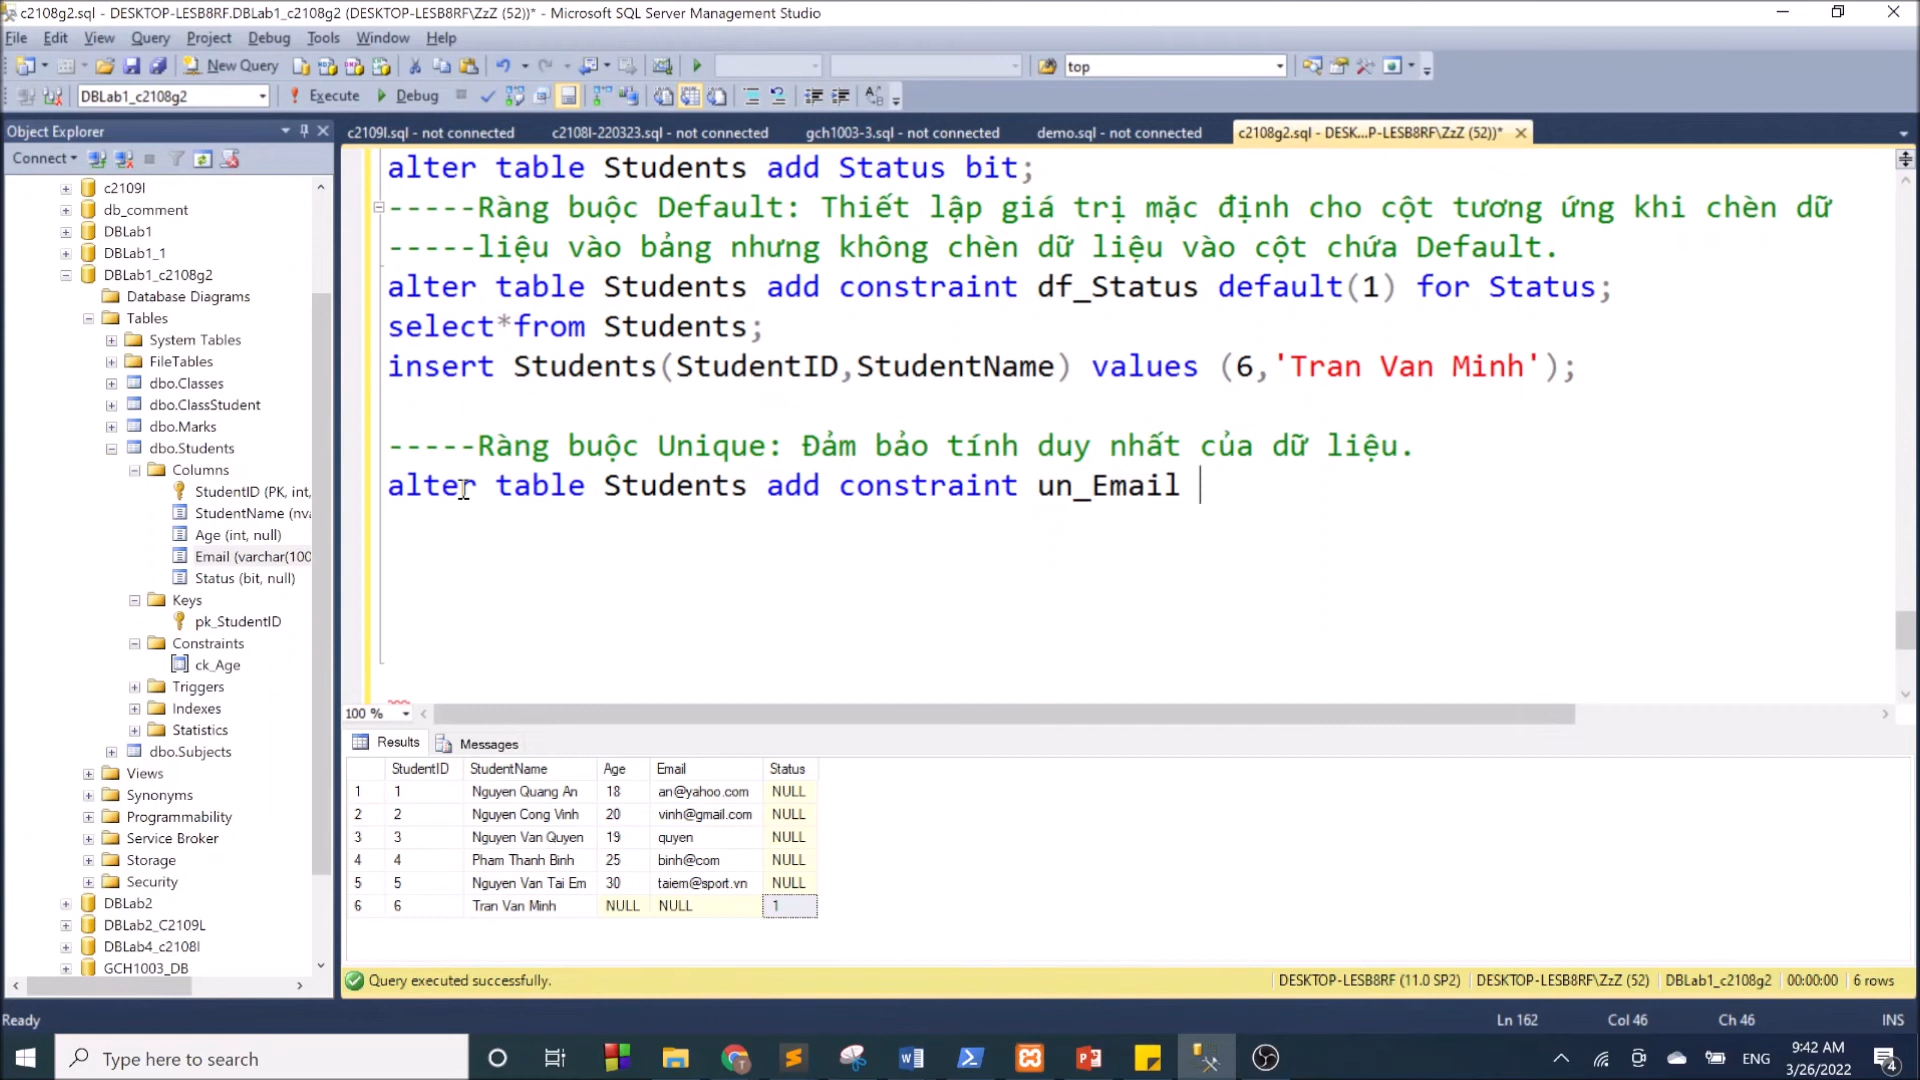 c2108g2.sql - DESKTOP-LESB8RF.DBLab1_c2108g2 (DESKTOP-LESB8RF\ZzZ (52))* - Microsoft SQL Server Management Studio
File Edit View Query Project Debug Tools Window Help
New Query top
DBLab1_c2108g2 Execute Debug
Object Explorer
Connect
c2109l
db_comment
DBLab1
DBLab1_1
DBLab1_c2108g2
Database Diagrams
Tables
System Tables
FileTables
dbo.Classes
dbo.ClassStudent
dbo.Marks
dbo.Students
Columns
StudentID (PK, int,
StudentName (nva
Age (int, null)
Email (varchar(100
Status (bit, null)
Keys
pk_StudentID
Constraints
ck_Age
Triggers
Indexes
Statistics
dbo.Subjects
Views
Synonyms
Programmability
Service Broker
Storage
Security
DBLab2
DBLab2_C2109L
DBLab4_c2108l
GCH1003_DB
c2109l.sql - not connected c2108l-220323.sql - not connected gch1003-3.sql - not connected demo.sql - not connected c2108g2.sql - DESK...P-LESB8RF\ZzZ (52))*
alter table Students add Status bit;
-----Ràng buộc Default: Thiết lập giá trị mặc định cho cột tương ứng khi chèn dữ
-----liệu vào bảng nhưng không chèn dữ liệu vào cột chứa Default.
alter table Students add constraint df_Status default(1) for Status;
select*from Students;
insert Students(StudentID,StudentName) values (6,'Tran Van Minh');
-----Ràng buộc Unique: Đảm bảo tính duy nhất của dữ liệu.
alter table Students add constraint un_Email
100 %
Results Messages
StudentID StudentName Age Email Status
1 1 Nguyen Quang An 18 an@yahoo.com NULL
2 2 Nguyen Cong Vinh 20 vinh@gmail.com NULL
3 3 Nguyen Van Quyen 19 quyen NULL
4 4 Pham Thanh Binh 25 binh@com NULL
5 5 Nguyen Van Tai Em 30 taiem@sport.vn NULL
6 6 Tran Van Minh NULL NULL 1
Query executed successfully. DESKTOP-LESB8RF (11.0 SP2) DESKTOP-LESB8RF\ZzZ (52) DBLab1_c2108g2 00:00:00 6 rows
Ready Ln 162 Col 46 Ch 46 INS
Type here to search ENG 9:42 AM
3/26/2022 4